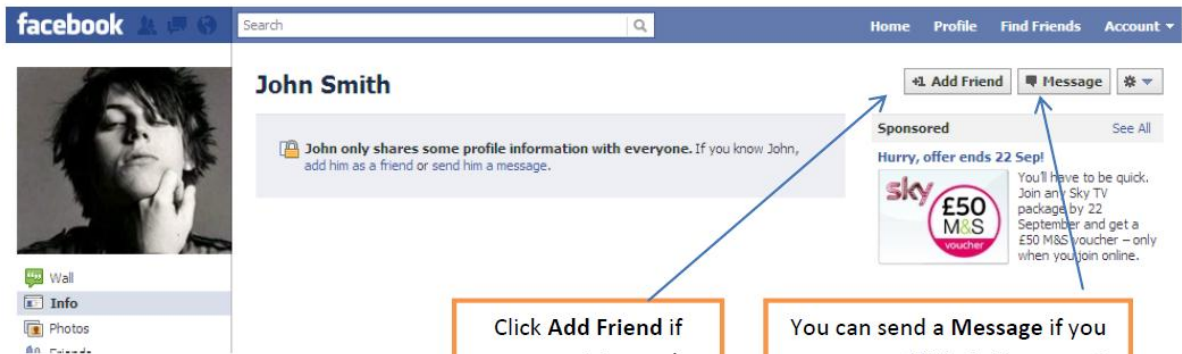 facebook
Search
Home Profile Find Friends Account
John Smith
+1 Add Friend
Message
John only shares some profile information with everyone. If you know John,
add him as a friend or send him a message.
Sponsored See All
Hurry, offer ends 22 Sep!
sky
£50
M&S
voucher
You'll have to be quick.
Join any Sky TV
package by 22
September and get a
£50 M&S voucher – only
when you join online.
Wall
Info
Photos
Friends
Click Add Friend if
You can send a Message if you